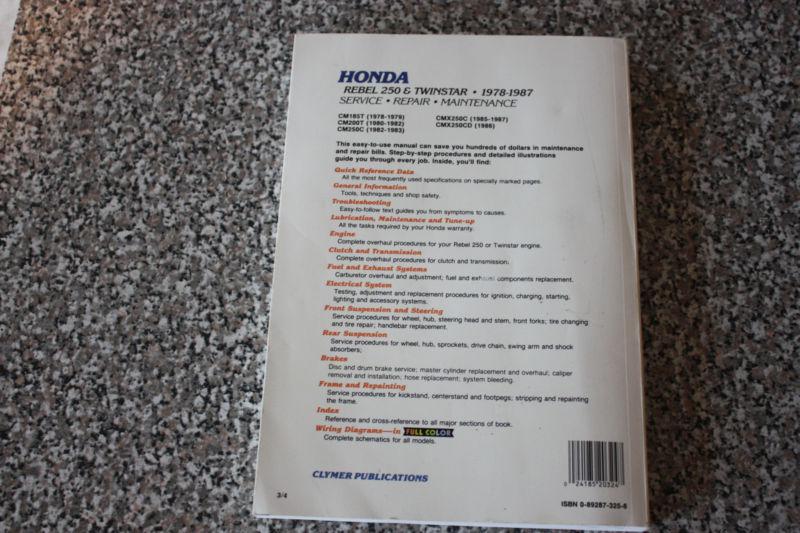 HONDA
REBEL 250 & TWINSTAR • 1978-1987
SERVICE • REPAIR • MAINTENANCE
CM185T (1978-1979) CMX250C (1985-1987)
CM200T (1980-1982) CMX250CD (1986)
CM250C (1982-1983)
This easy-to-use manual can save you hundreds of dollars in maintenance
and repair bills. Step-by-step procedures and detailed illustrations
guide you through every job. Inside, you'll find:
Quick Reference Data
All the most frequently used specifications on specially marked pages.
General Information
Tools, techniques and shop safety.
Troubleshooting
Easy-to-follow text guides you from symptoms to causes.
Lubrication, Maintenance and Tune-up
All the tasks required by your Honda warranty.
Engine
Complete overhaul procedures for your Rebel 250 or Twinstar engine.
Clutch and Transmission
Complete overhaul procedures for clutch and transmission;
Fuel and Exhaust Systems
Carburetor overhaul and adjustment; fuel and exhaust components replacement.
Electrical System
Testing, adjustment and replacement procedures for ignition, charging, starting,
lighting and accessory systems.
Front Suspension and Steering
Service procedures for wheel, hub, steering head and stem, front forks; tire changing
and tire repair; handlebar replacement.
Rear Suspension
Service procedures for wheel, hub, sprockets, drive chain, swing arm and shock
absorbers;
Brakes
Disc and drum brake service; master cylinder replacement and overhaul; caliper
removal and installation; hose replacement; system bleeding.
Frame and Repainting
Service procedures for kickstand, centerstand and footpegs; stripping and repainting
the frame.
Index
Reference and cross-reference to all major sections of book.
Wiring Diagrams—in FULL COLOR
Complete schematics for all models.
CLYMER PUBLICATIONS
3/4
0 24185 20324
ISBN 0-89287-325-6